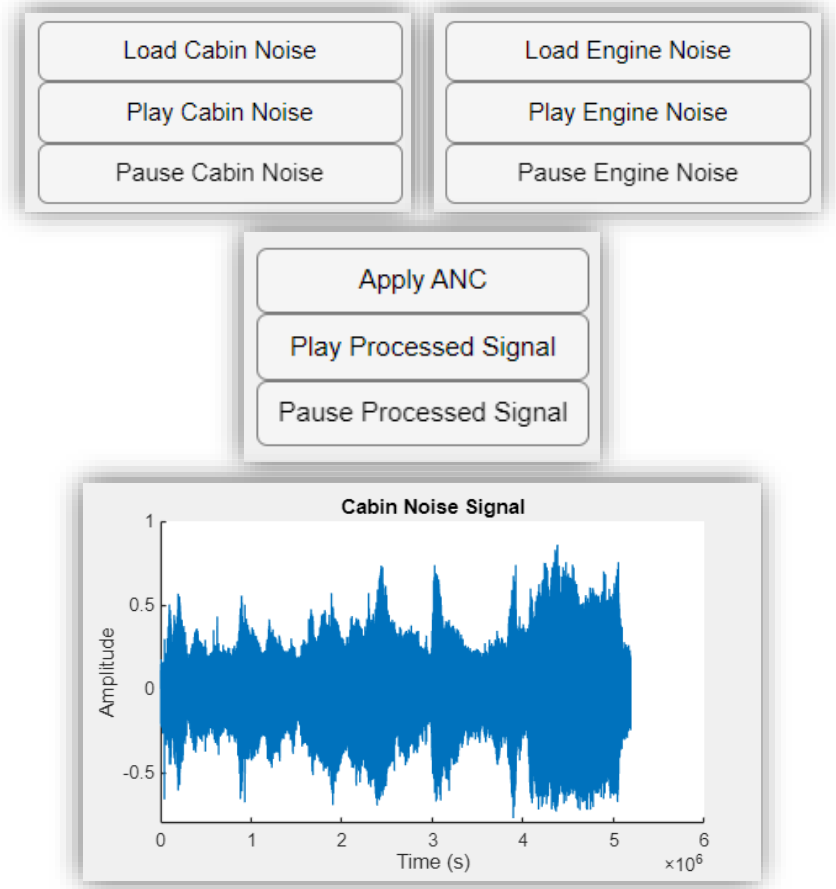 Load Cabin Noise
Play Cabin Noise
Pause Cabin Noise
Load Engine Noise
Play Engine Noise
Pause Engine Noise
Apply ANC
Play Processed Signal
Pause Processed Signal
Cabin Noise Signal
1
0.5
0
-0.5
Amplitude
0 1 2 3 4 5 6
Time (s)
×10⁶